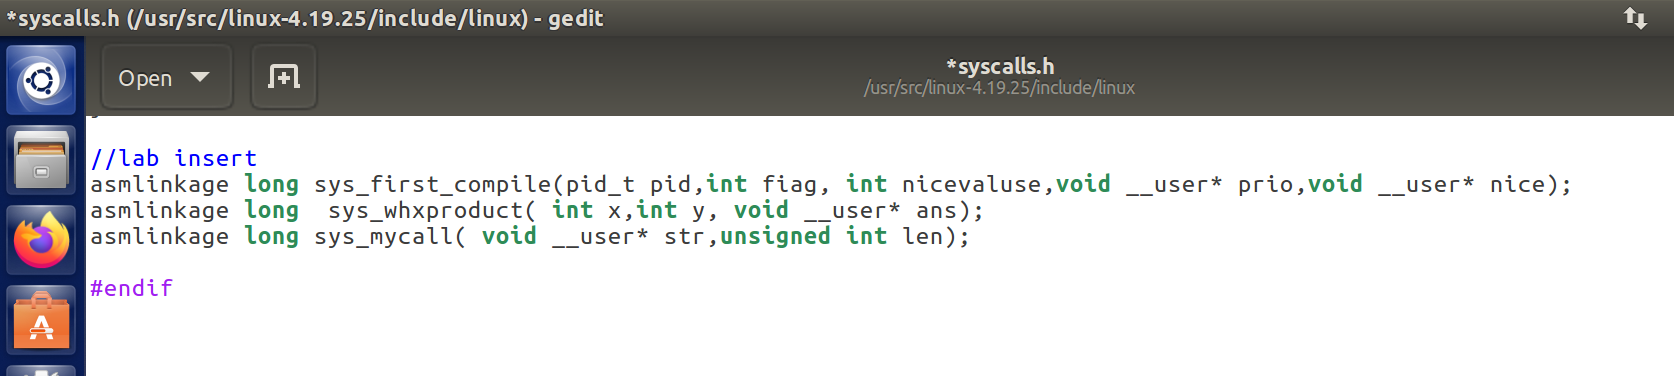 *syscalls.h (/usr/src/linux-4.19.25/include/linux) - gedit
Open
*syscalls.h
/usr/src/linux-4.19.25/include/linux
//lab insert
asmlinkage long sys_first_compile(pid_t pid,int fiag, int nicevaluse,void __user* prio,void __user* nice);
asmlinkage long  sys_whxproduct( int x,int y, void __user* ans);
asmlinkage long sys_mycall( void __user* str,unsigned int len);
#endif